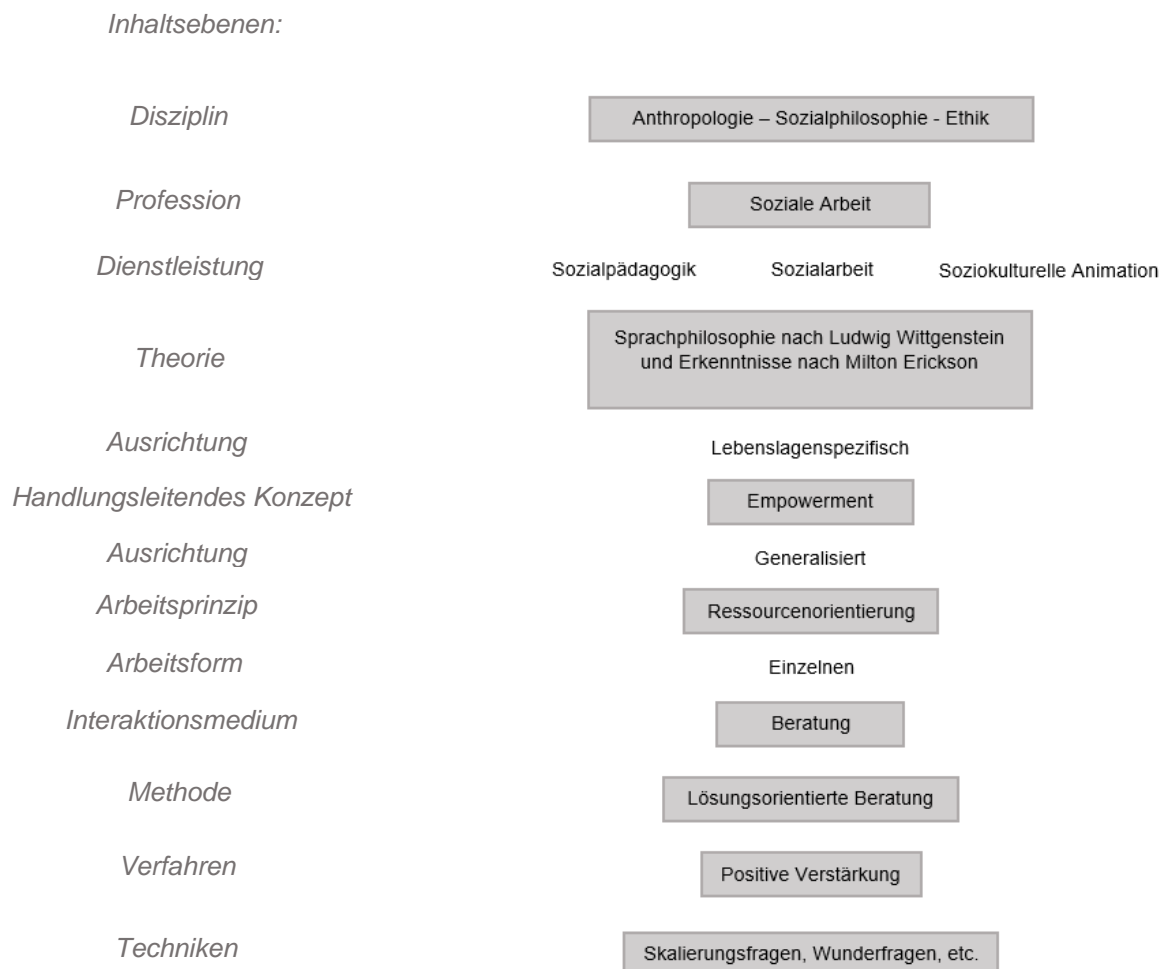 Inhaltsebenen:
Disziplin
Anthropologie – Sozialphilosophie - Ethik
Profession
Soziale Arbeit
Dienstleistung
Sozialpädagogik
Sozialarbeit
Soziokulturelle Animation
Theorie
Sprachphilosophie nach Ludwig Wittgenstein
und Erkenntnisse nach Milton Erickson
Ausrichtung
Lebenslagenspezifisch
Handlungsleitendes Konzept
Empowerment
Ausrichtung
Generalisiert
Arbeitsprinzip
Ressourcenorientierung
Arbeitsform
Einzelnen
Interaktionsmedium
Beratung
Methode
Lösungsorientierte Beratung
Verfahren
Positive Verstärkung
Techniken
Skalierungsfragen, Wunderfragen, etc.